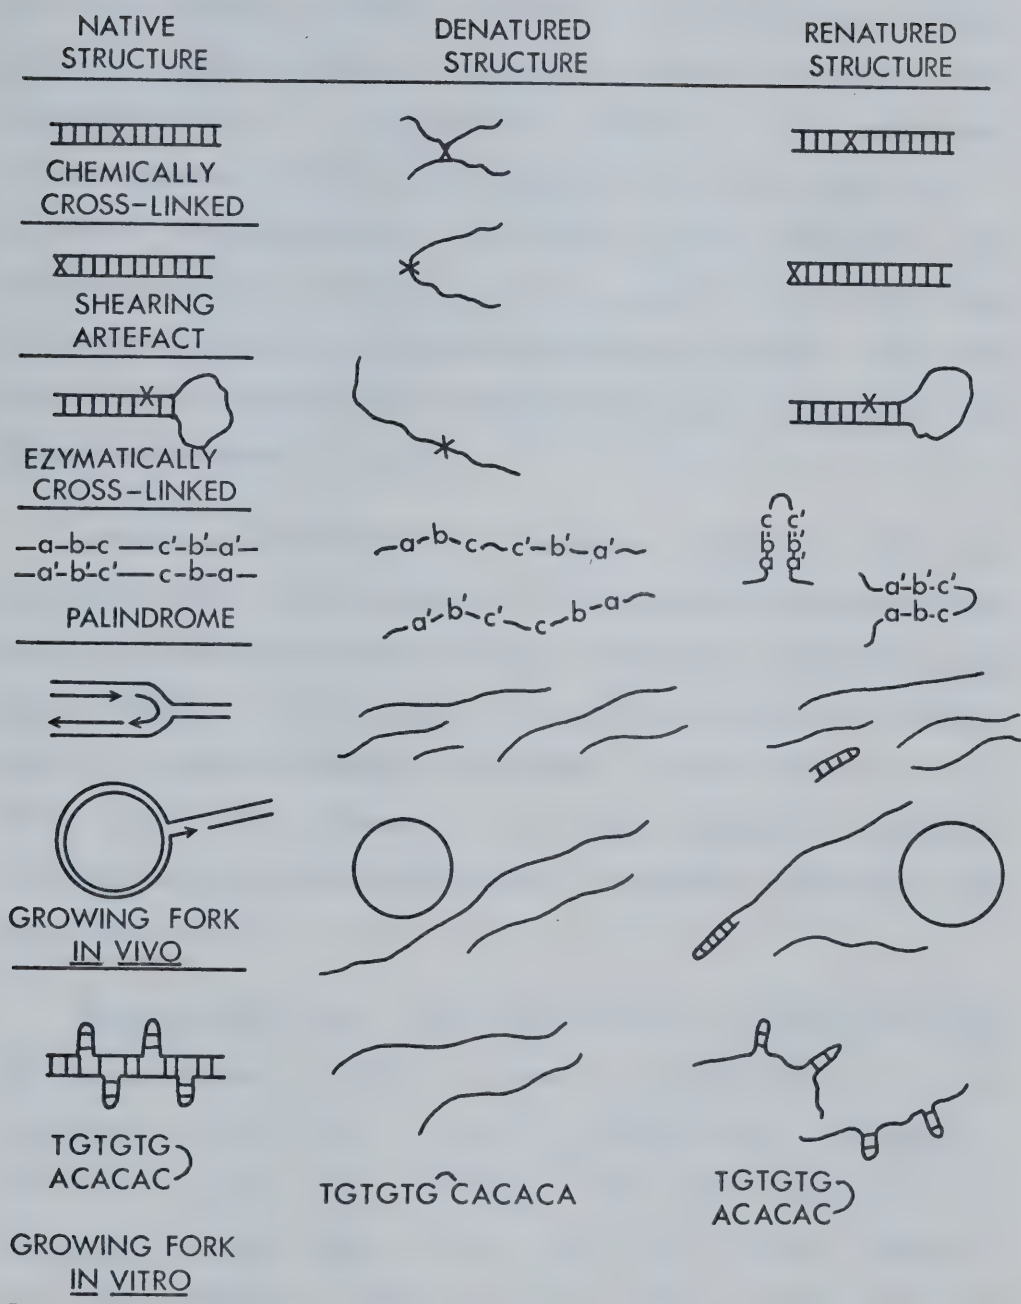 NATIVE
STRUCTURE
DENATURED
STRUCTURE
RENATURED
STRUCTURE
CHEMICALLY
CROSS-LINKED
SHEARING
ARTEFACT
EZYMATICALLY
CROSS-LINKED
-a-b-c — c'-b'-a'-
-a'-b'-c' — c-b-a-
PALINDROME
a-b-c~c'-b'-a'
a'-b'-c'-c-b-a
c c'
b b'
a a'
a'-b'-c'
a-b-c
GROWING FORK
IN VIVO
TGTGTG
ACACAC
TGTGTG CACACA
TGTGTG
ACACAC
GROWING FORK
IN VITRO